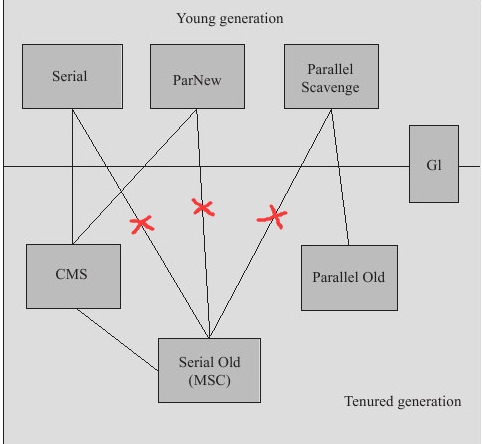 Young generation
Serial
ParNew
Parallel
Scavenge
Gl
CMS
Parallel Old
Serial Old
(MSC)
Tenured generation